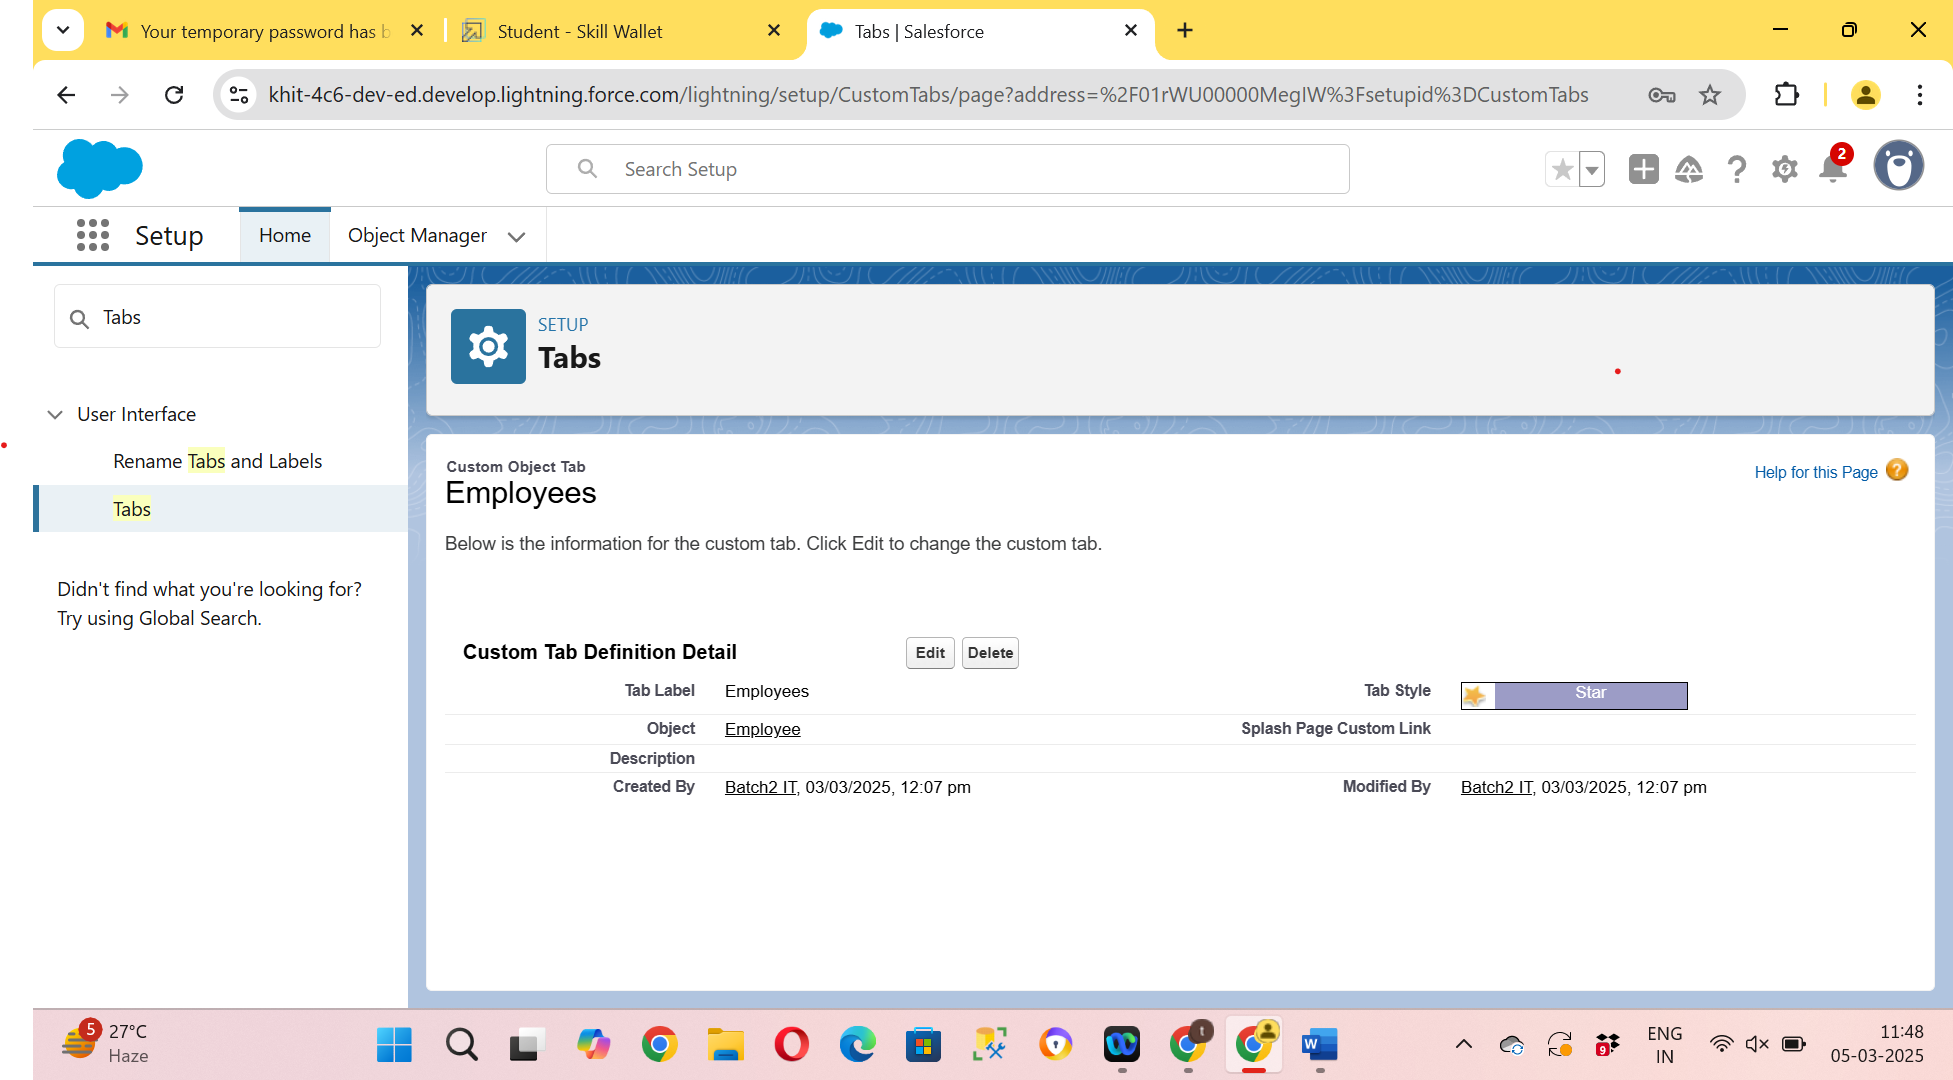 Your temporary password has b
Student - Skill Wallet
Tabs | Salesforce
khit-4c6-dev-ed.develop.lightning.force.com/lightning/setup/CustomTabs/page?address=%2F01rWU00000MegIW%3Fsetupid%3DCustomTabs
Search Setup
2
Setup
Home
Object Manager
Tabs
SETUP
Tabs
User Interface
Rename Tabs and Labels
Tabs
Didn't find what you're looking for?
Try using Global Search.
Custom Object Tab
Employees
Help for this Page
Below is the information for the custom tab. Click Edit to change the custom tab.
Custom Tab Definition Detail
Edit
Delete
Tab Label Employees
Tab Style Star
Object Employee
Splash Page Custom Link
Description
Created By Batch2 IT, 03/03/2025, 12:07 pm
Modified By Batch2 IT, 03/03/2025, 12:07 pm
5
27°C
Haze
t
W
9
ENG
IN
11:48
05-03-2025